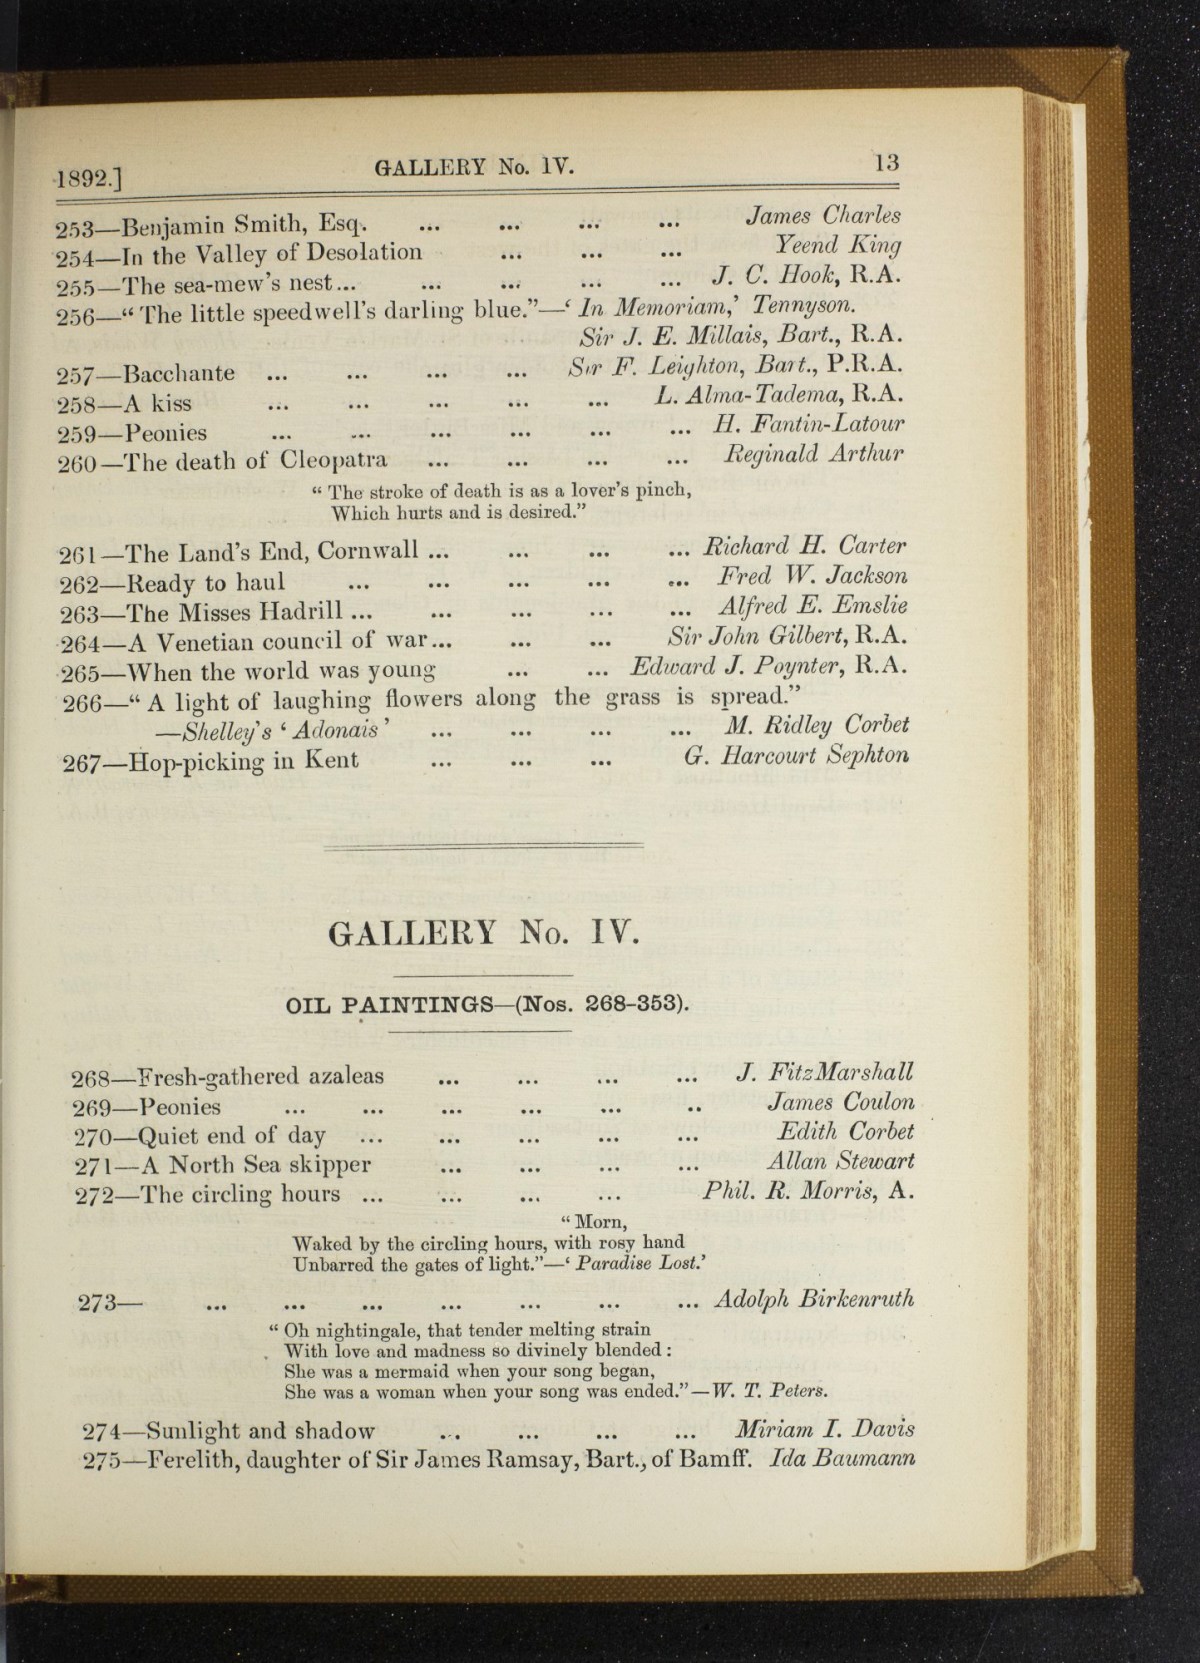 1892.] GALLERY No. IV. 13
253—Benjamin Smith, Esq. ... ... ... ... James Charles
254—In the Valley of Desolation ... ... ... Yeend King
255—The sea-mew's nest... ... ... ... ... J. C. Hook, R.A.
256—“The little speedwell's darling blue.”—‘In Memoriam,’ Tennyson.
Sir J. E. Millais, Bart., R.A.
257—Bacchante ... ... ... ... Sir F. Leighton, Bart., P.R.A.
258—A kiss ... ... ... ... ... L. Alma-Tadema, R.A.
259—Peonies ... ... ... ... ... ... H. Fantin-Latour
260—The death of Cleopatra ... ... ... ... Reginald Arthur
“The stroke of death is as a lover's pinch,
Which hurts and is desired.”
261—The Land's End, Cornwall ... ... ... ... Richard H. Carter
262—Ready to haul ... ... ... ... ... Fred W. Jackson
263—The Misses Hadrill ... ... ... ... ... Alfred E. Emslie
264—A Venetian council of war... ... ... Sir John Gilbert, R.A.
265—When the world was young ... ... Edward J. Poynter, R.A.
266—“A light of laughing flowers along the grass is spread.”
—Shelley's ‘Adonais’ ... ... ... ... M. Ridley Corbet
267—Hop-picking in Kent ... ... ... G. Harcourt Sephton
GALLERY No. IV.
OIL PAINTINGS—(Nos. 268-353).
268—Fresh-gathered azaleas ... ... ... ... J. FitzMarshall
269—Peonies ... ... ... ... ... .. James Coulon
270—Quiet end of day ... ... ... ... ... Edith Corbet
271—A North Sea skipper ... ... ... ... Allan Stewart
272—The circling hours ... ... ... ... Phil. R. Morris, A.
“Morn,
Waked by the circling hours, with rosy hand
Unbarred the gates of light.”—‘Paradise Lost.’
273— ... ... ... ... ... ... ... Adolph Birkenruth
“Oh nightingale, that tender melting strain
With love and madness so divinely blended:
She was a mermaid when your song began,
She was a woman when your song was ended.”—W. T. Peters.
274—Sunlight and shadow ... ... ... ... Miriam I. Davis
275—Ferelith, daughter of Sir James Ramsay, Bart., of Bamff. Ida Baumann